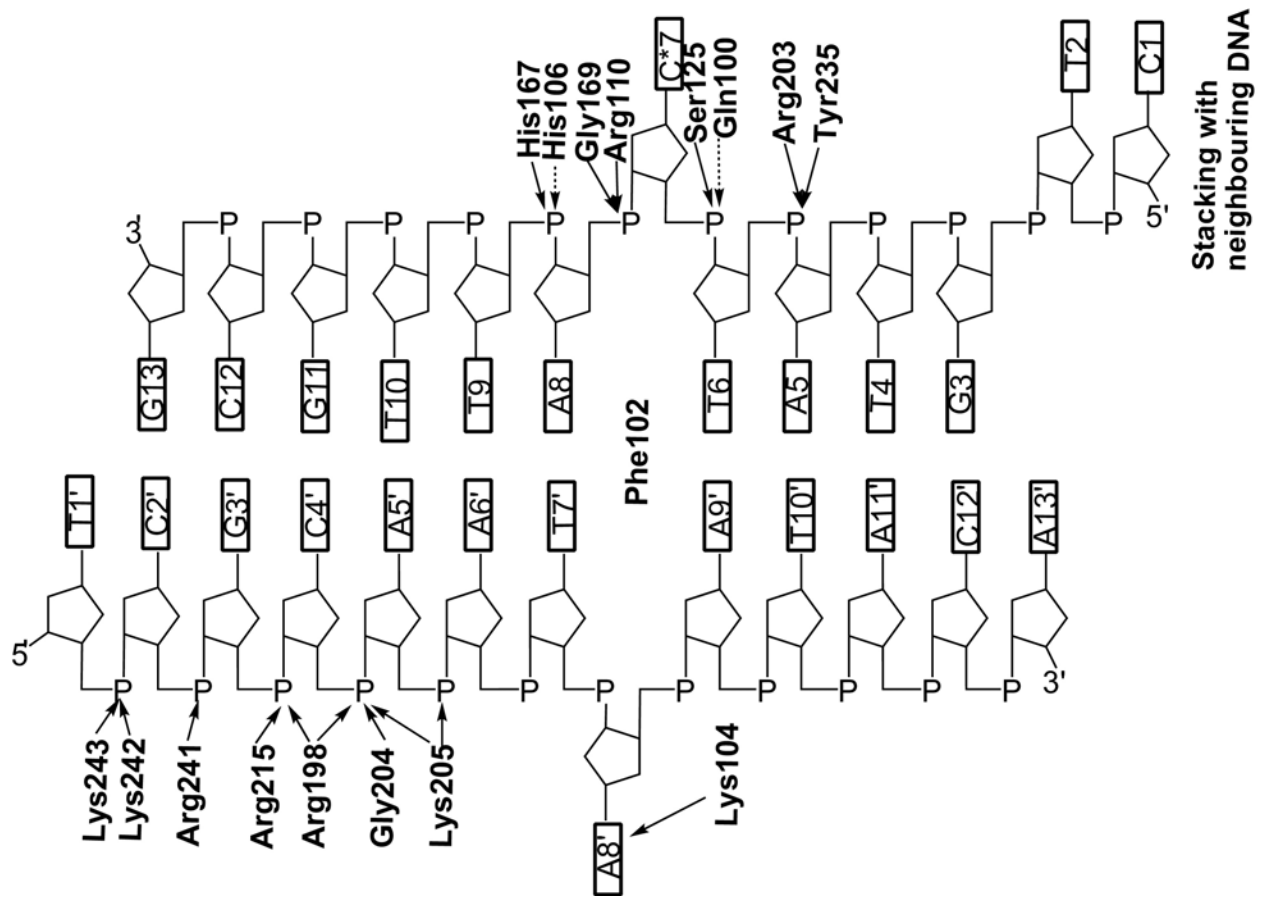 C*7
T2
C1
Stacking with
neighbouring DNA
His167
His106
Gly169
Arg110
Ser125
Gln100
Arg203
Tyr235
3'
P
P
P
P
P
P
P
P
P
P
P
P
5'
G13
C12
G11
T10
T9
A8
T6
A5
T4
G3
Phe102
T1'
C2'
G3'
C4'
A5'
A6'
T7'
A9'
T10'
A11'
C12'
A13'
5'
P
P
P
P
P
P
P
P
P
P
P
P
3'
Lys243
Lys242
Arg241
Arg215
Arg198
Gly204
Lys205
Lys104
A8'